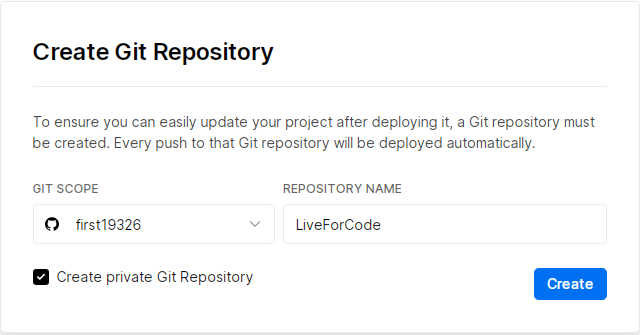 Create Git Repository
To ensure you can easily update your project after deploying it, a Git repository must
be created. Every push to that Git repository will be deployed automatically.
GIT SCOPE
REPOSITORY NAME
first19326
LiveForCode
Create private Git Repository
Create